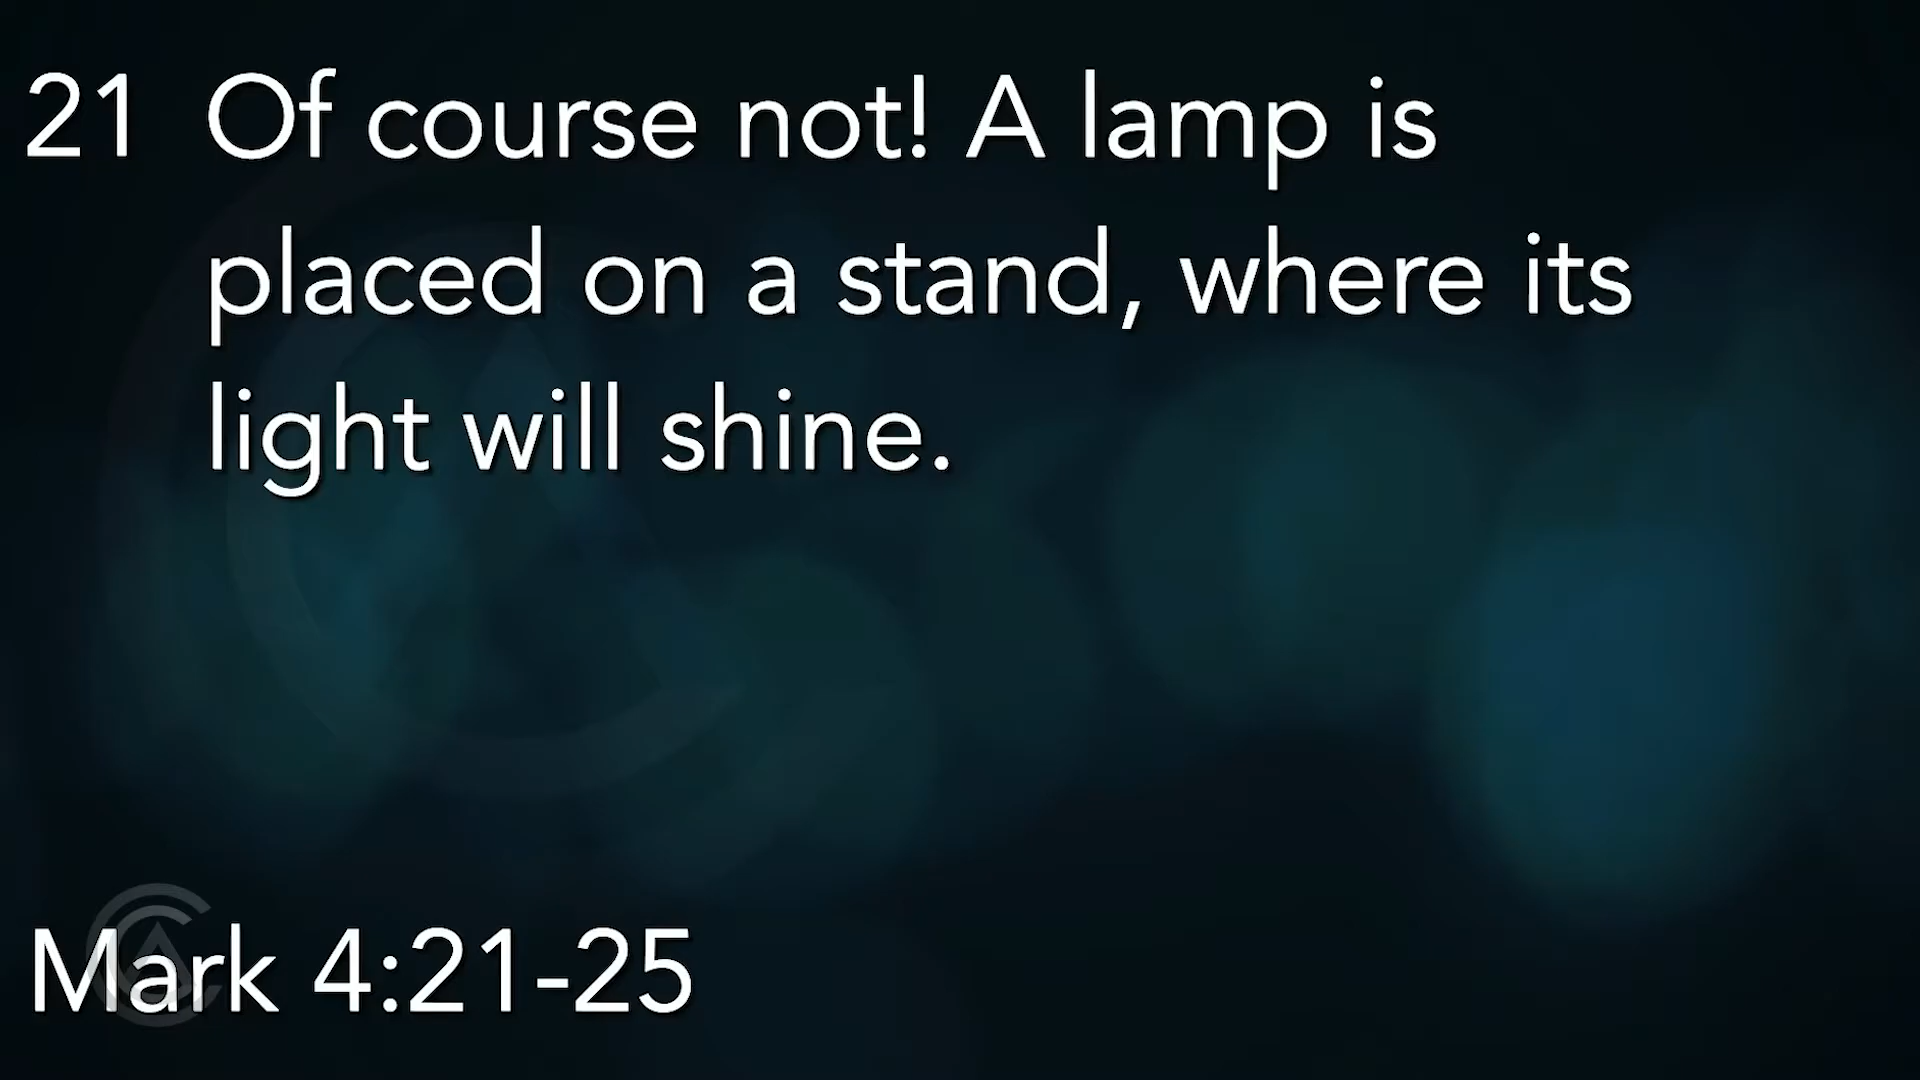 21 Of course not! A lamp is
placed on a stand, where its
light will shine.
Mark 4:21-25